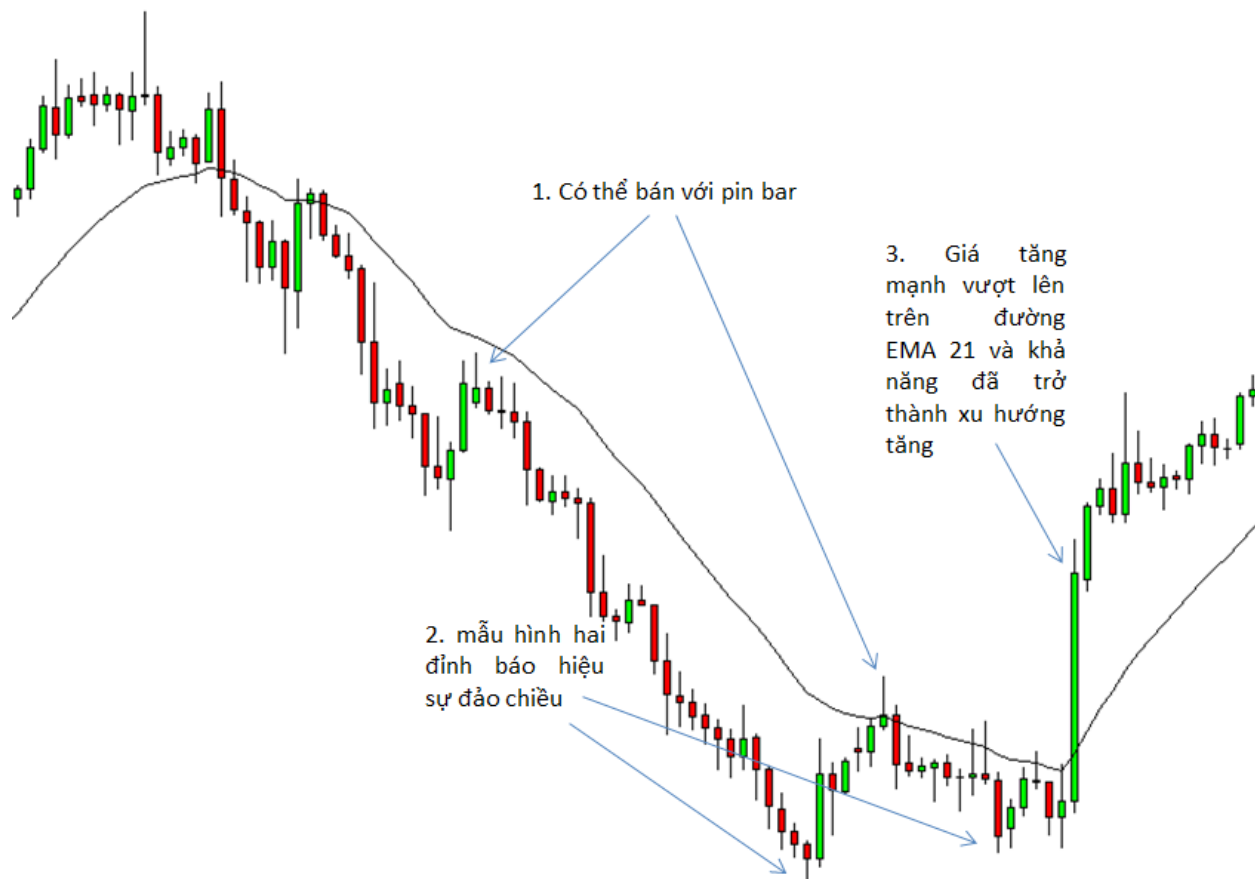 1. Có thể bán với pin bar
3. Giá tăng
mạnh vượt lên
trên đường
EMA 21 và khả
năng đã trở
thành xu hướng
tăng
2. mẫu hình hai
đỉnh báo hiệu
sự đảo chiều